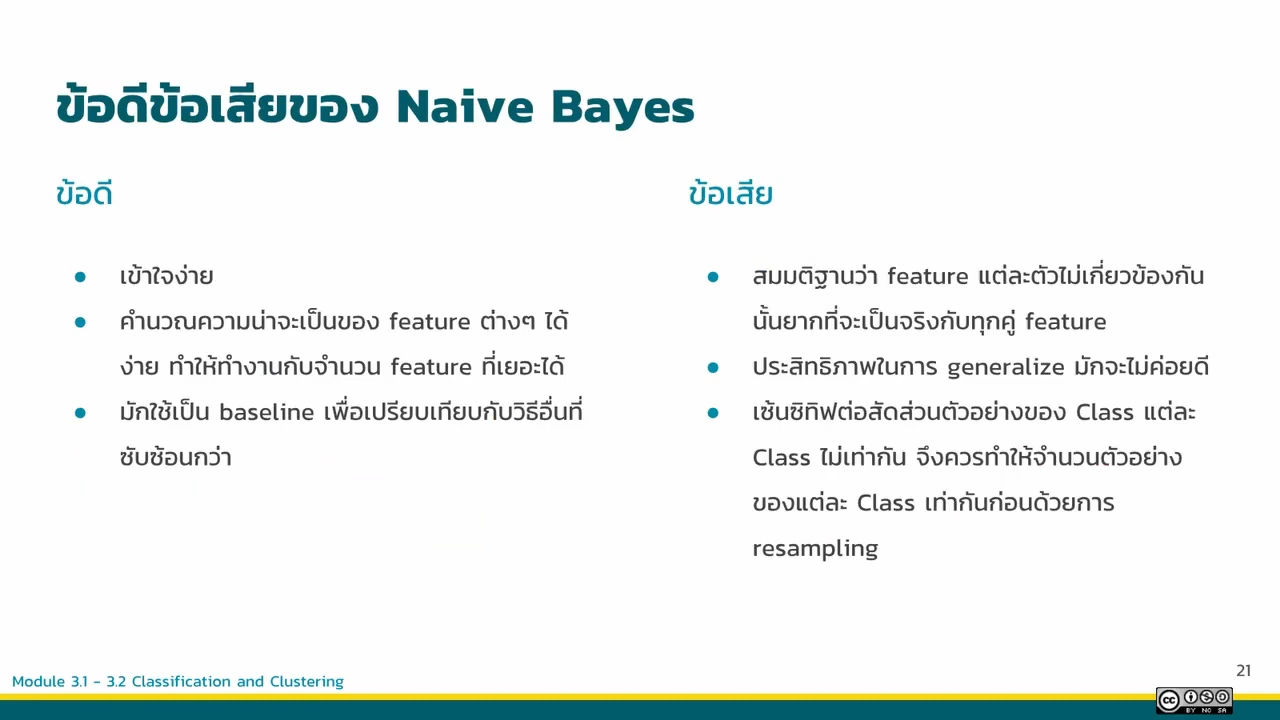 ข้อดีข้อเสียของ Naive Bayes
ข้อดี
● เข้าใจง่าย
● คำนวณความน่าจะเป็นของ feature ต่างๆ ได้
ง่าย ทำให้ทำงานกับจำนวน feature ที่เยอะได้
● มักใช้เป็น baseline เพื่อเปรียบเทียบกับวิธีอื่นที่
ซับซ้อนกว่า
ข้อเสีย
● สมมติฐานว่า feature แต่ละตัวไม่เกี่ยวข้องกัน
นั้นยากที่จะเป็นจริงกับทุกคู่ feature
● ประสิทธิภาพในการ generalize มักจะไม่ค่อยดี
● เซ้นซิทิฟต่อสัดส่วนตัวอย่างของ Class แต่ละ
Class ไม่เท่ากัน จึงควรทำให้จำนวนตัวอย่าง
ของแต่ละ Class เท่ากันก่อนด้วยการ
resampling
Module 3.1 - 3.2 Classification and Clustering
21
cc
BY NC SA